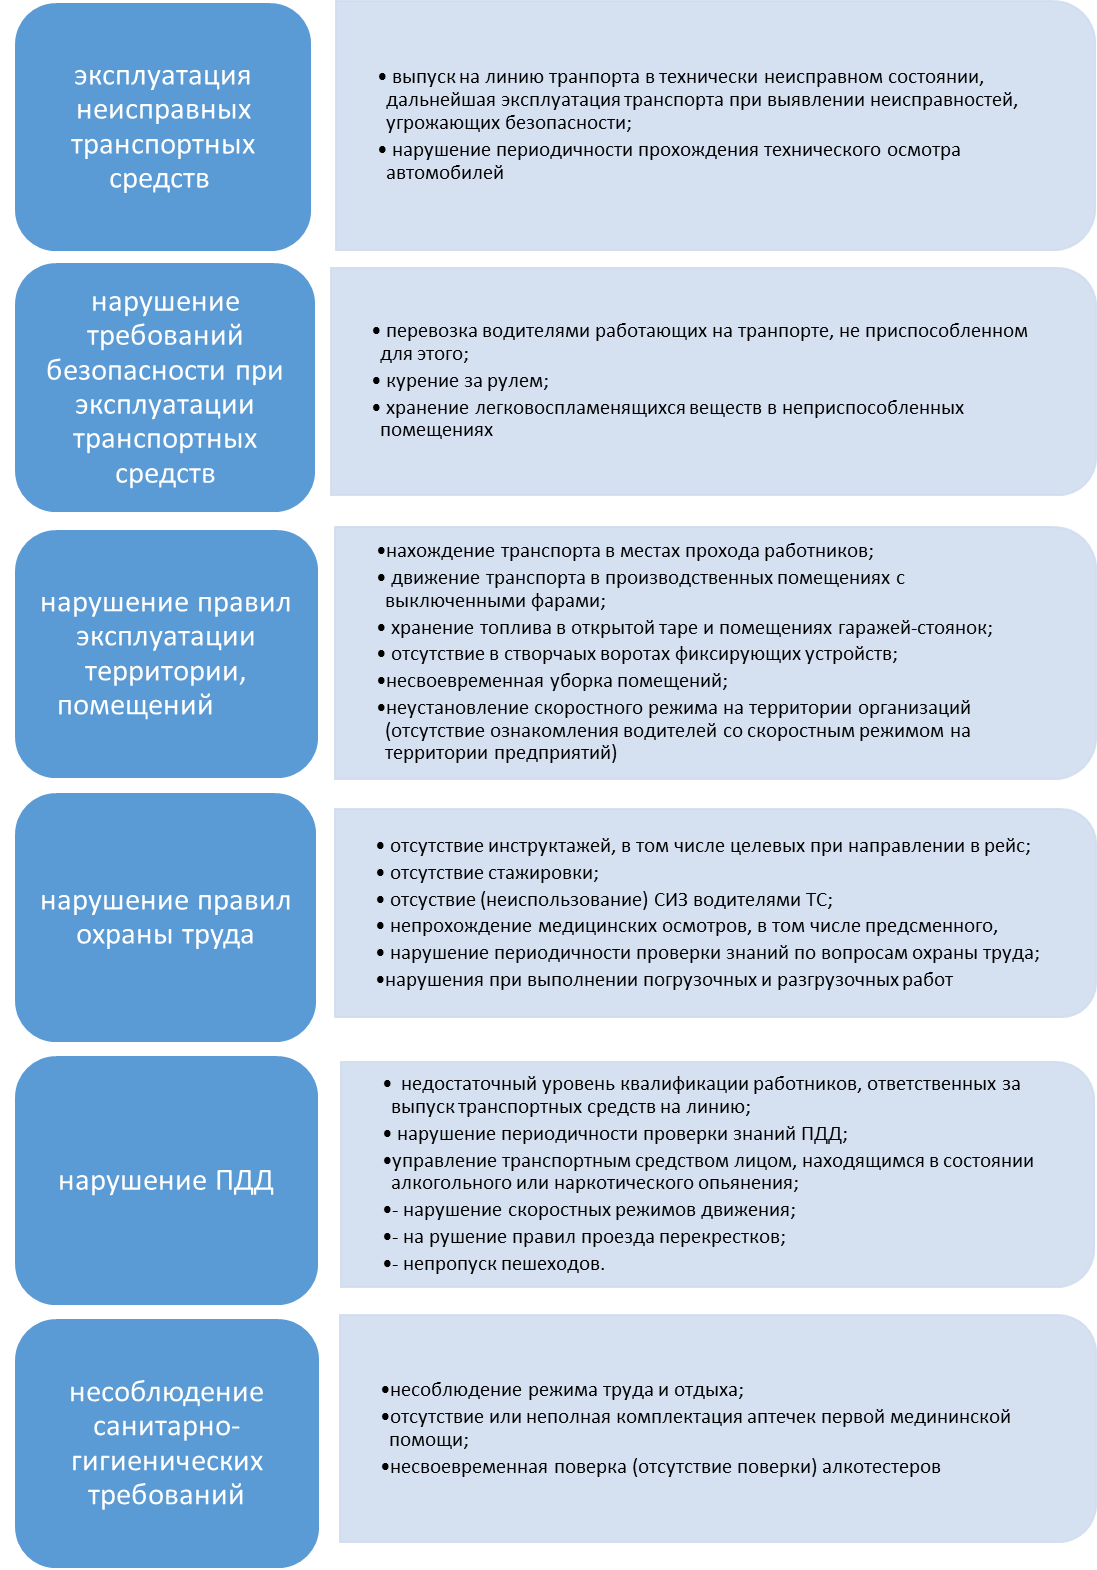 эксплуатация
неисправных
транспортных
средств
• выпуск на линию транпорта в технически неисправном состоянии,
дальнейшая эксплуатация транспорта при выявлении неисправностей,
угрожающих безопасности;
• нарушение периодичности прохождения технического осмотра
автомобилей
нарушение
требований
безопасности при
эксплуатации
транспортных
средств
• перевозка водителями работающих на транпорте, не приспособленном
для этого;
• курение за рулем;
• хранение легковоспламенящихся веществ в неприспособленных
помещениях
нарушение правил
эксплуатации
территории,
помещений
•нахождение транспорта в местах прохода работников;
• движение транспорта в производственных помещениях с
выключенными фарами;
• хранение топлива в открытой таре и помещениях гаражей-стоянок;
• отсутствие в створчаых воротах фиксирующих устройств;
•несвоевременная уборка помещений;
•неустановление скоростного режима на территории организаций
(отсутствие ознакомления водителей со скоростным режимом на
территории предприятий)
нарушение правил
охраны труда
• отсутствие инструктажей, в том числе целевых при направлении в рейс;
• отсутствие стажировки;
• отсуствие (неиспользование) СИЗ водителями ТС;
• непрохождение медицинских осмотров, в том числе предсменного,
• нарушение периодичности проверки знаний по вопросам охраны труда;
•нарушения при выполнении погрузочных и разгрузочных работ
нарушение ПДД
• недостаточный уровень квалификации работников, ответственных за
выпуск транспортных средств на линию;
• нарушение периодичности проверки знаний ПДД;
•управление транспортным средством лицом, находящимся в состоянии
алкогольного или наркотического опьянения;
•- нарушение скоростных режимов движения;
•- на рушение правил проезда перекрестков;
•- непропуск пешеходов.
несоблюдение
санитарно-
гигиенических
требований
•несоблюдение режима труда и отдыха;
•отсутствие или неполная комплектация аптечек первой медининской
помощи;
•несвоевременная поверка (отсутствие поверки) алкотестеров